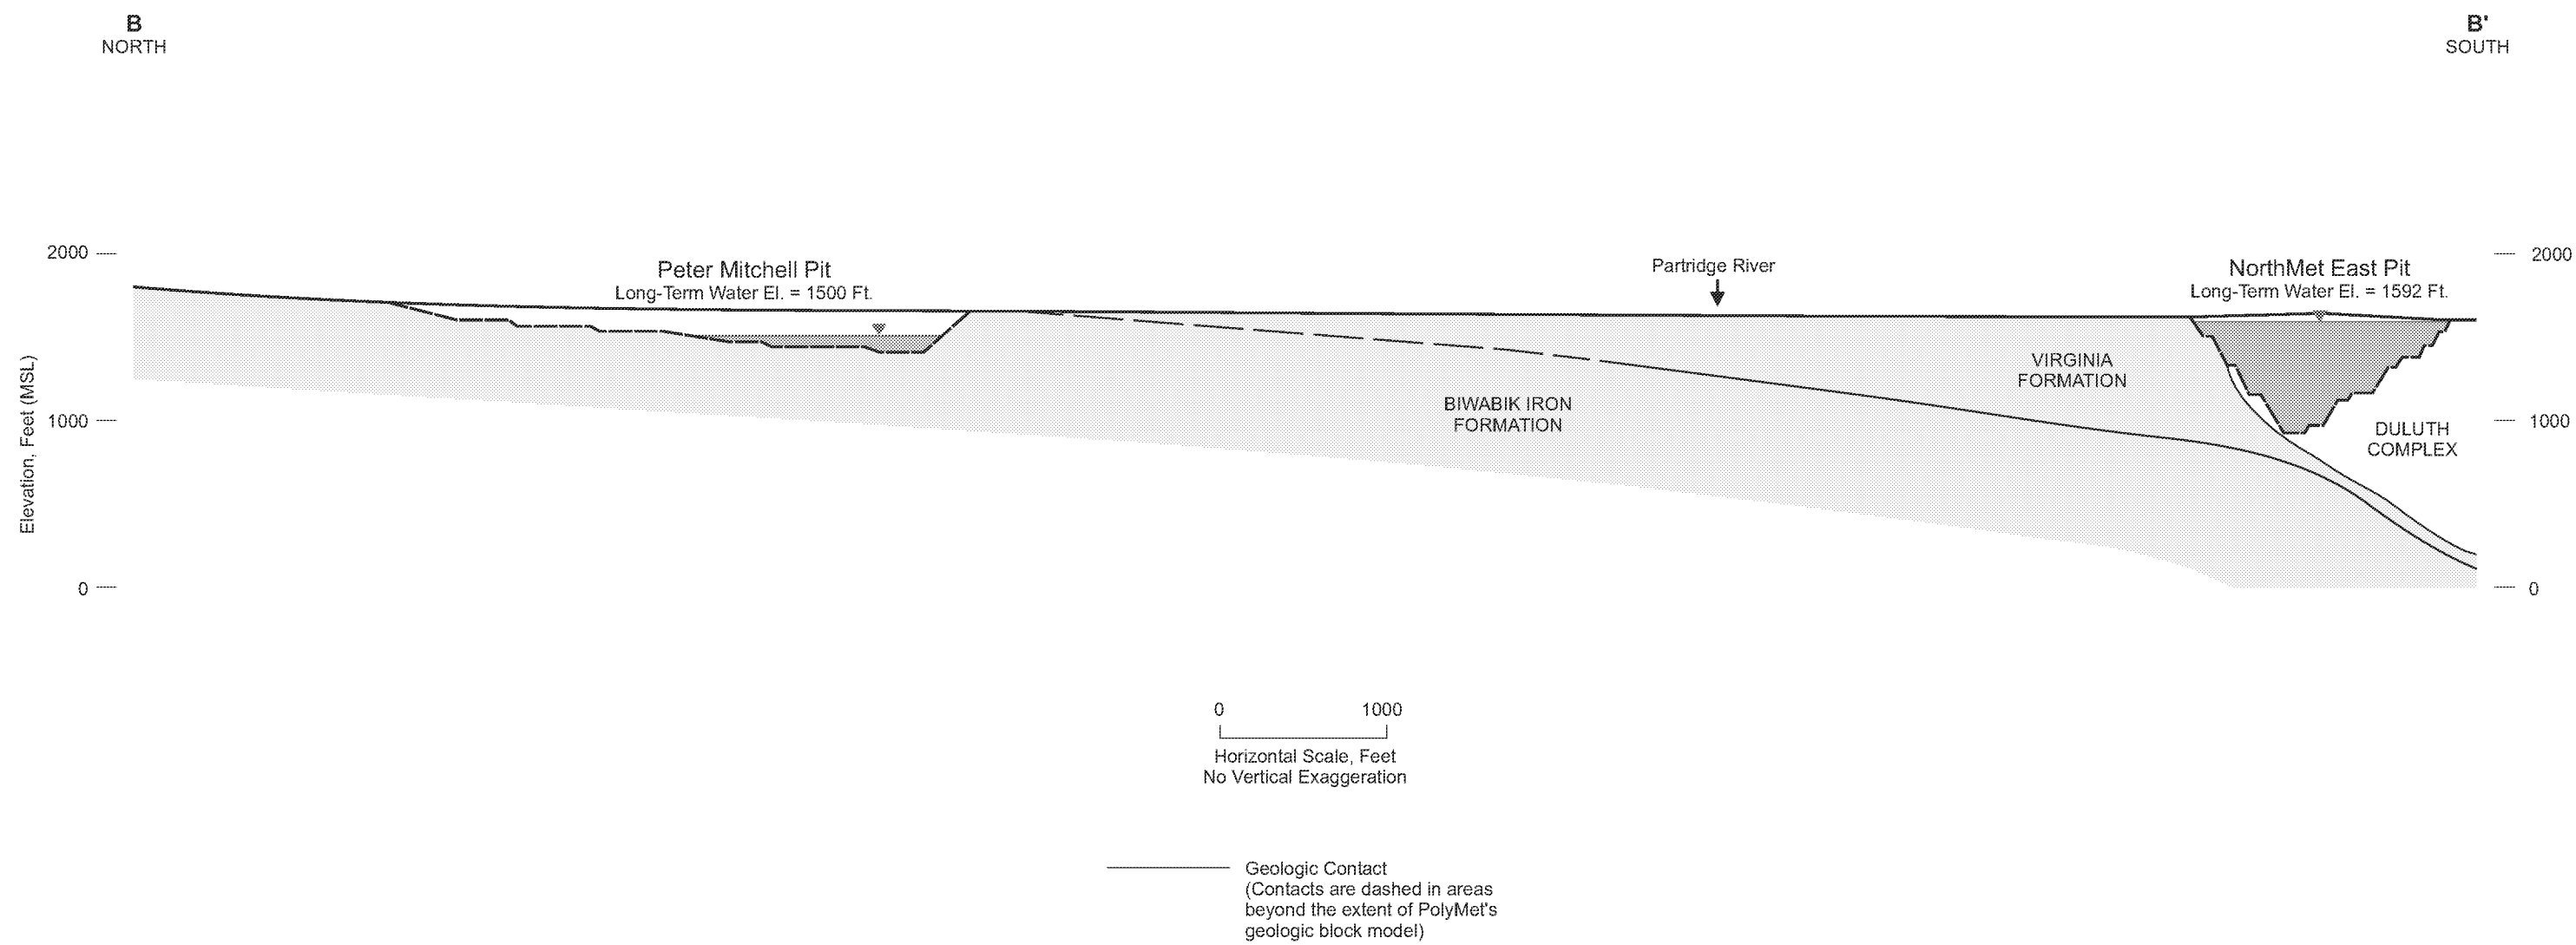 B
NORTH
B'
SOUTH
2000
2000
Peter Mitchell Pit
Long-Term Water El. = 1500 Ft.
Partridge River
NorthMet East Pit
Long-Term Water El. = 1592 Ft.
Elevation, Feet (MSL)
VIRGINIA
FORMATION
BIWABIK IRON
FORMATION
1000
1000
DULUTH
COMPLEX
0
0
0 1000
Horizontal Scale, Feet
No Vertical Exaggeration
Geologic Contact
(Contacts are dashed in areas
beyond the extent of PolyMet's
geologic block model)